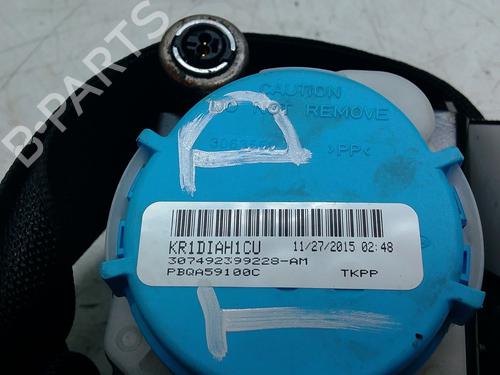 B-PARTS
CAUTION
DO NOT REMOVE
>PP<
KR1DIAH1CU 11/27/2015 02:48
307492399228-AM
PBQA59100C TKPP